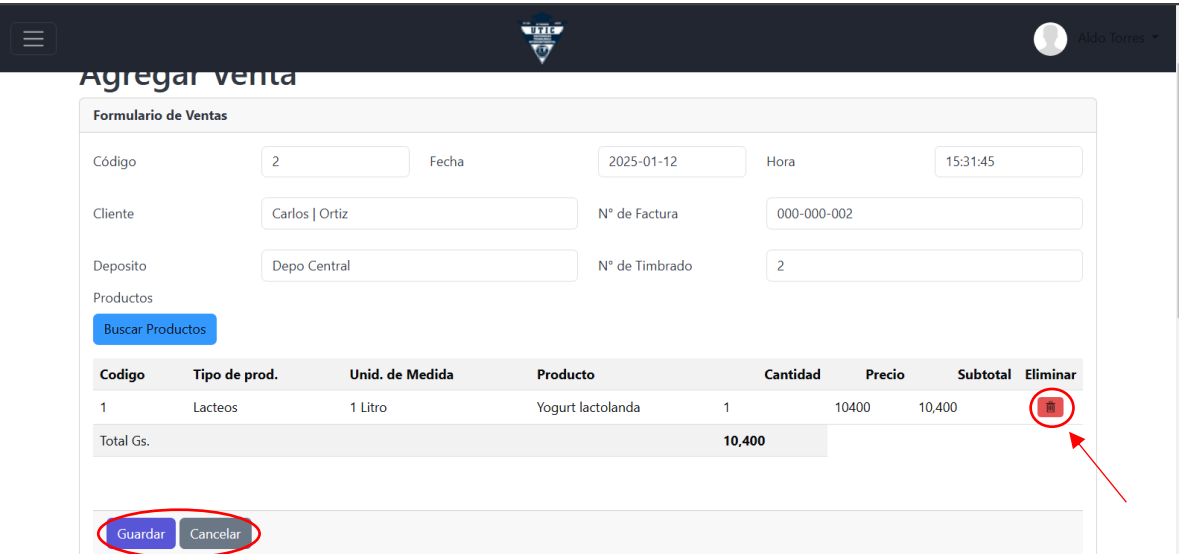 UTIC
Aldo Torres
Agregar Venta
Formulario de Ventas
Código 2 Fecha 2025-01-12 Hora 15:31:45
Cliente Carlos | Ortiz N° de Factura 000-000-002
Deposito Depo Central N° de Timbrado 2
Productos
Buscar Productos
Codigo Tipo de prod. Unid. de Medida Producto Cantidad Precio Subtotal Eliminar
1 Lacteos 1 Litro Yogurt lactolanda 1 10400 10,400
Total Gs. 10,400
Guardar Cancelar